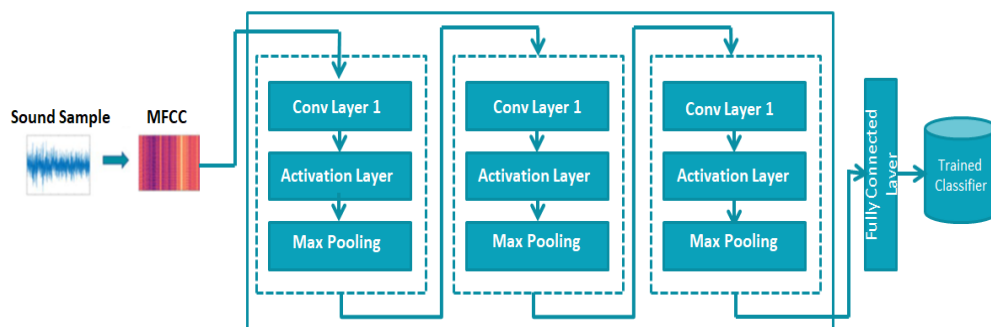 Sound Sample
MFCC
Conv Layer 1
Activation Layer
Max Pooling
Conv Layer 1
Activation Layer
Max Pooling
Conv Layer 1
Activation Layer
Max Pooling
Fully Connected
Layer
Trained
Classifier